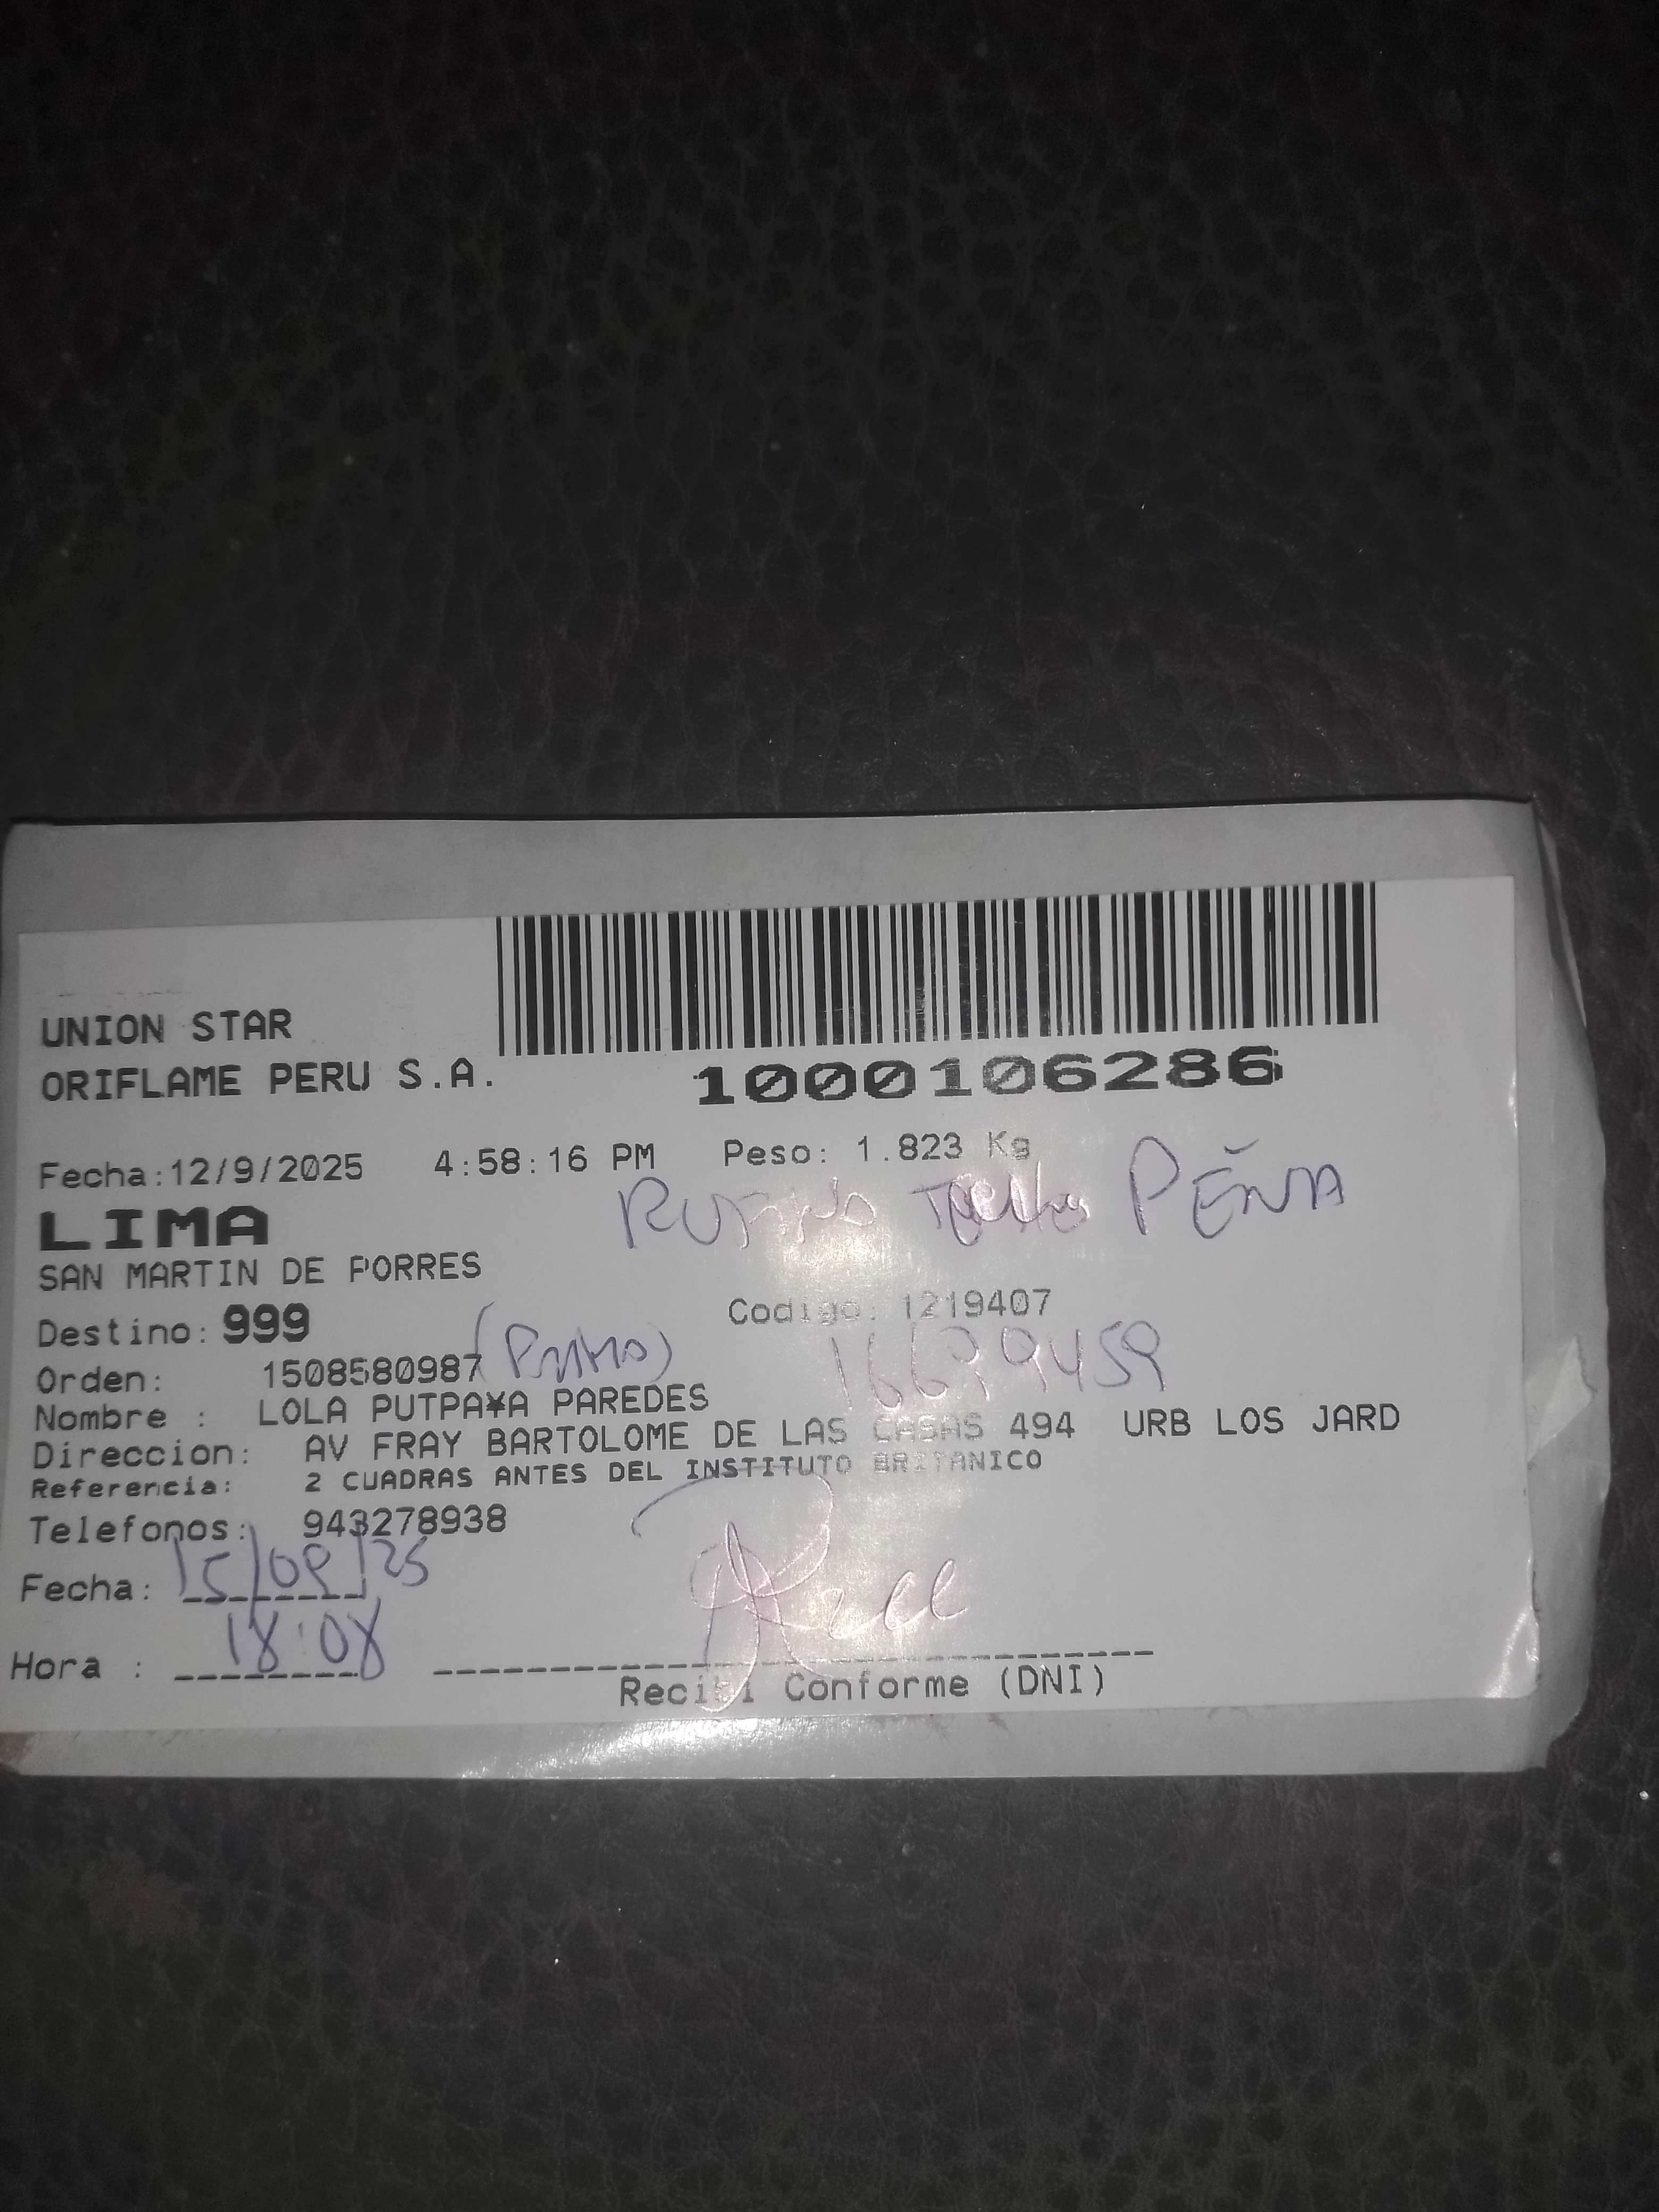 UNION STAR
ORIFLAME PERU S.A.
1000106286
Fecha:12/9/2025 4:58:16 PM Peso: 1.823 Kg
LIMA
PEÑA
SAN MARTIN DE PORRES
Destino: 999 Codigo: 1219407
Orden: 1508580987
Nombre : LOLA PUTPA¥A PAREDES
Direccion: AV FRAY BARTOLOME DE LAS CASAS 494 URB LOS JARD
Referencia: 2 CUADRAS ANTES DEL INSTITUTO BRITANICO
Telefonos: 943278938
Fecha: 15/09/25
Hora : 18:08
Recibi Conforme (DNI)